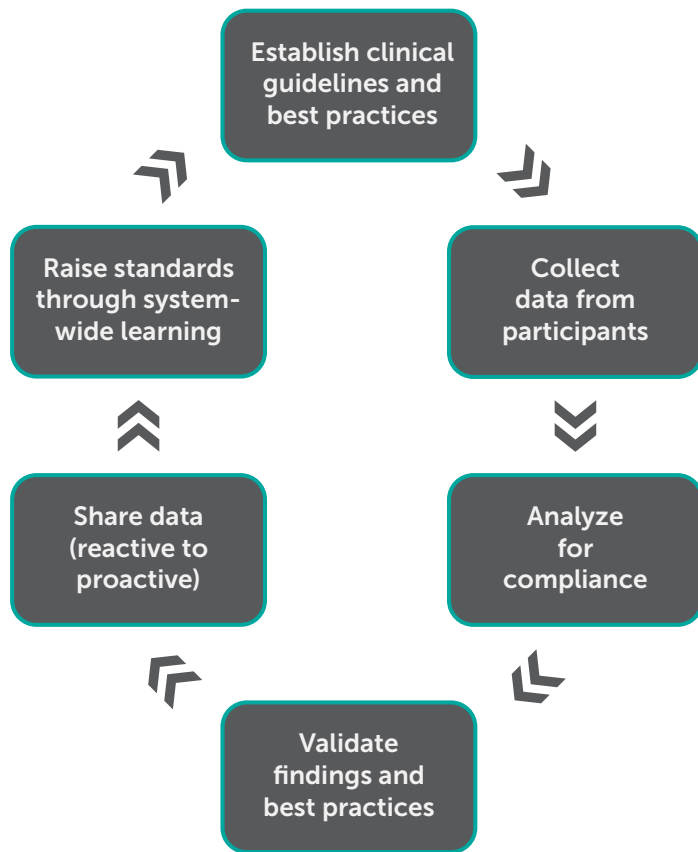 Establish clinical
guidelines and
best practices
Collect
data from
participants
Analyze
for
compliance
Validate
findings and
best practices
Share data
(reactive to
proactive)
Raise standards
through system-
wide learning